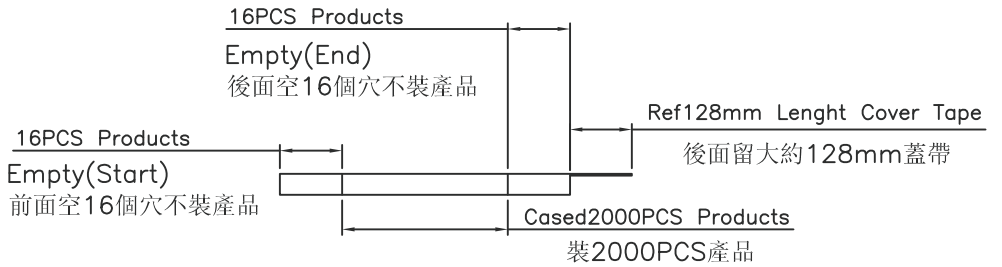 16PCS Products
Empty(End)
後面空16個穴不裝產品
Ref128mm Lenght Cover Tape
後面留大約128mm蓋帶
16PCS Products
Empty(Start)
前面空16個穴不裝產品
Cased2000PCS Products
裝2000PCS產品